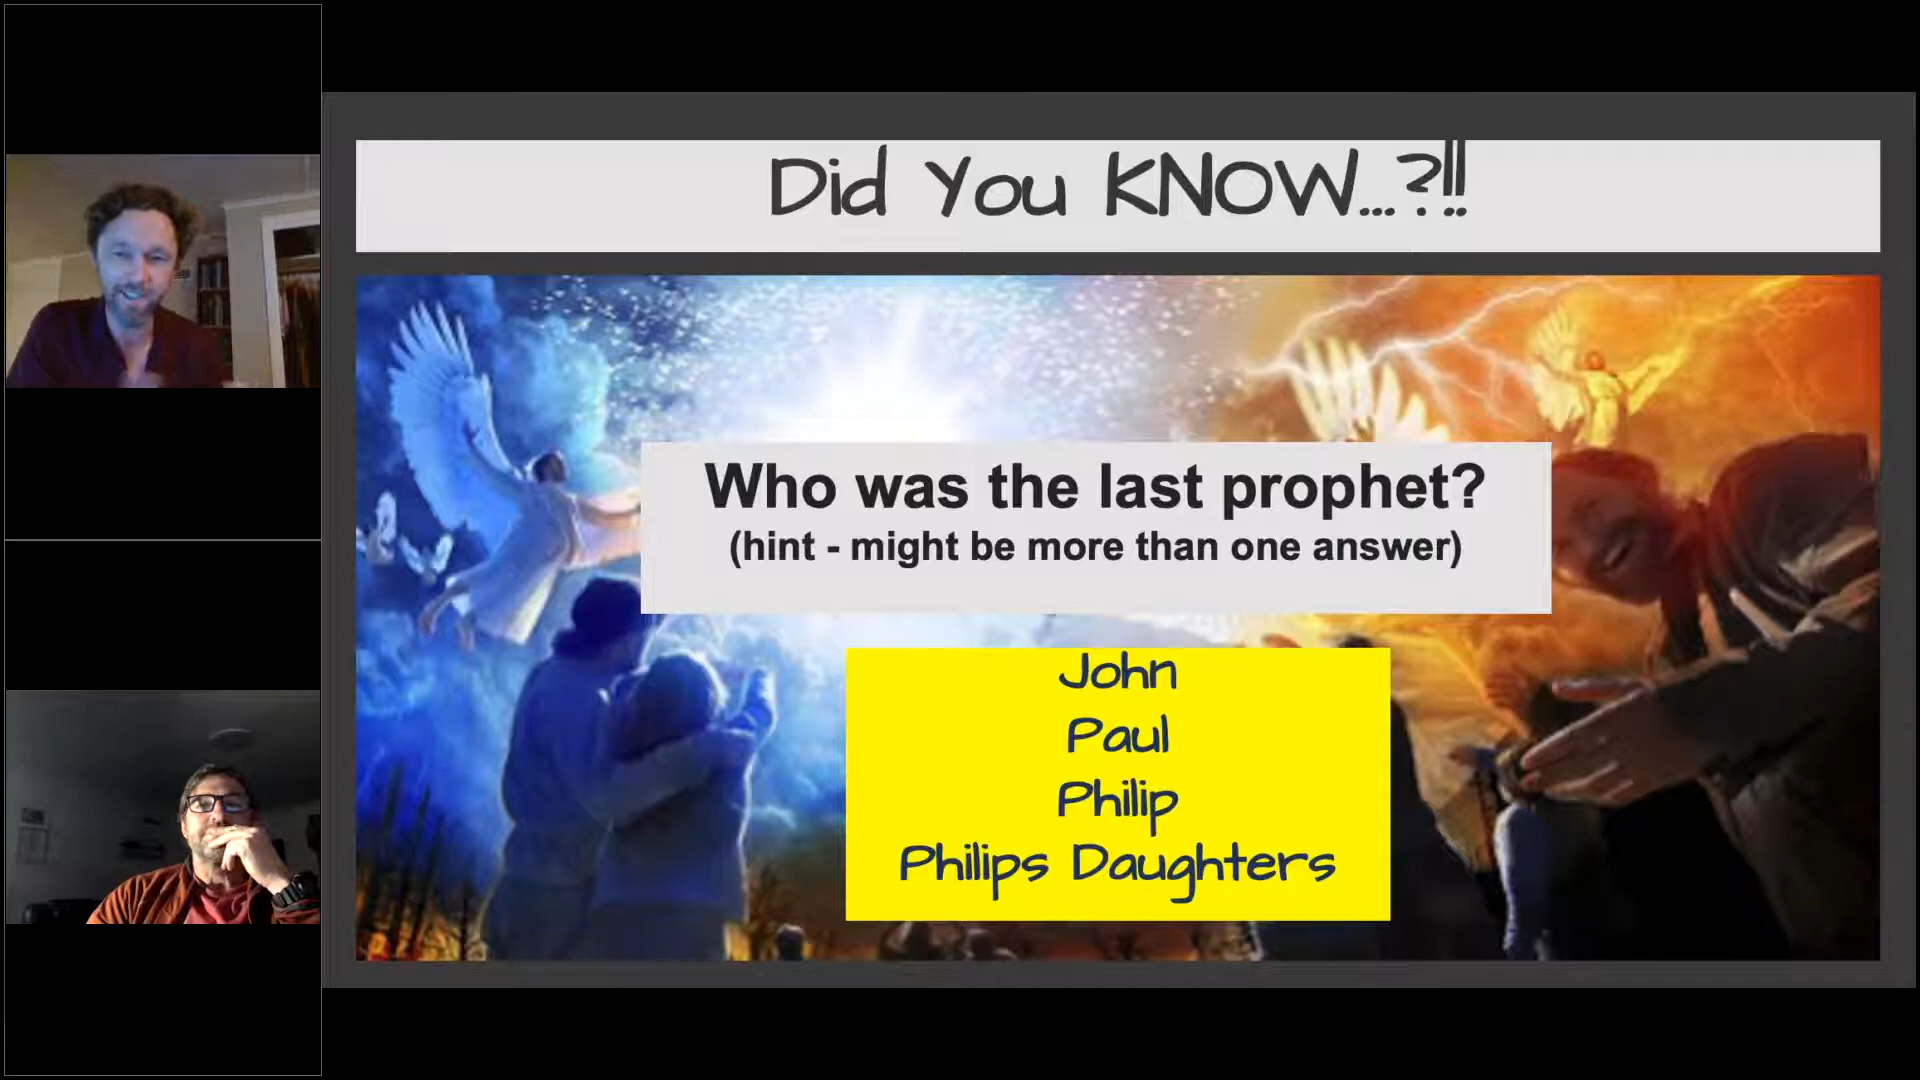 Did You KNOW...?!!
Who was the last prophet?
(hint - might be more than one answer)
John
Paul
Philip
Philips Daughters